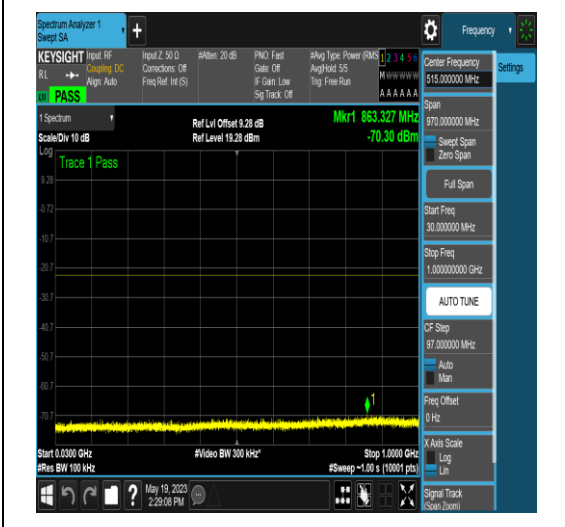 Spectrum Analyzer 1
Swept SA
+
Frequency
KEYSIGHT
RL
Input: RF
Coupling: DC
Align: Auto
Input Z: 50 Ω
Corrections: Off
Freq Ref: Int (S)
#Atten: 20 dB
PNO: Fast
Gate: Off
IF Gain: Low
Sig Track: Off
#Avg Type: Power (RMS
Avg|Hold: 5/5
Trig: Free Run
1 2 3 4 5 6
M W W W W W
A A A A A A
PASS
1 Spectrum
Scale/Div 10 dB
Ref Lvl Offset 9.28 dB
Ref Level 19.28 dBm
Mkr1 863.327 MHz
-70.30 dBm
Log
Trace 1 Pass
9.28
-0.72
-10.7
-20.7
-30.7
-40.7
-50.7
-60.7
-70.7
1
Start 0.0300 GHz
#Res BW 100 kHz
#Video BW 300 kHz*
Stop 1.0000 GHz
#Sweep ~1.00 s (10001 pts)
?
May 19, 2023
2:29:08 PM
Center Frequency
515.000000 MHz
Span
970.000000 MHz
Swept Span
Zero Span
Full Span
Start Freq
30.000000 MHz
Stop Freq
1.000000000 GHz
AUTO TUNE
CF Step
97.000000 MHz
Auto
Man
Freq Offset
0 Hz
X Axis Scale
Log
Lin
Signal Track
(Span Zoom)
Settings